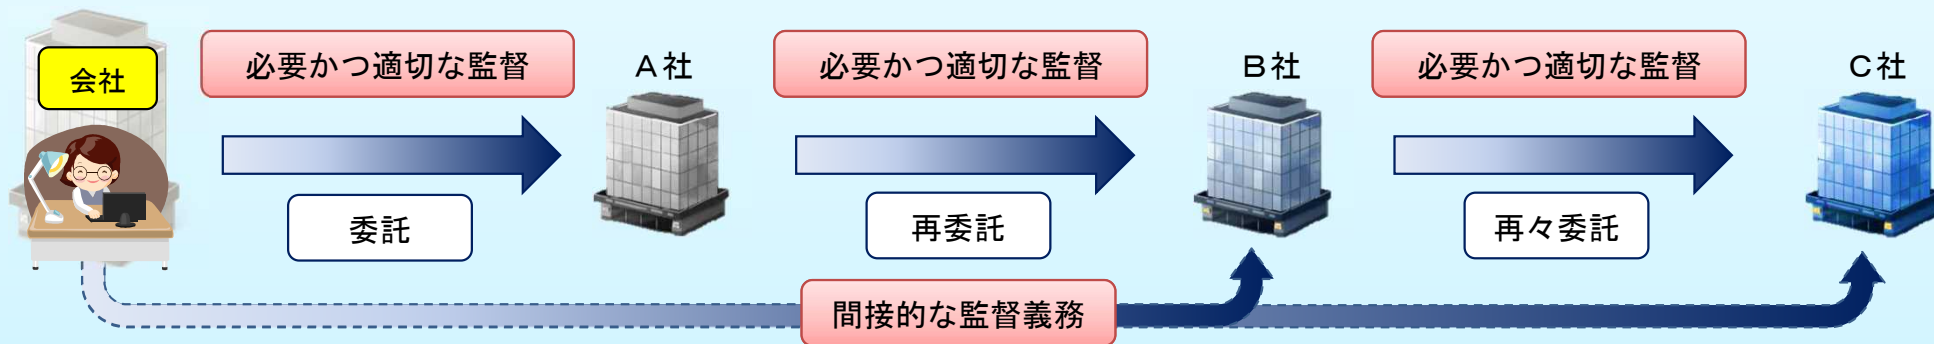 会社
必要かつ適切な監督
A社
必要かつ適切な監督
B社
必要かつ適切な監督
C社
委託
再委託
再々委託
間接的な監督義務